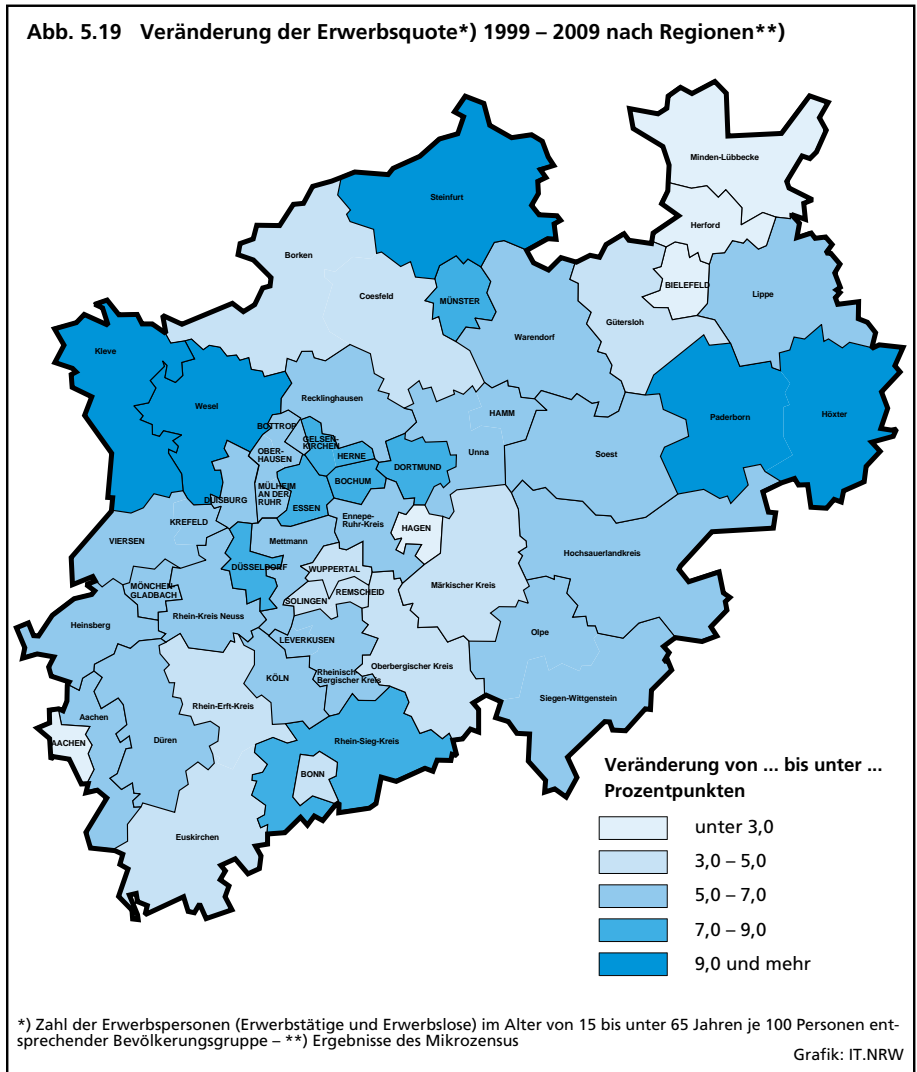 Abb. 5.19 Veränderung der Erwerbsquote*) 1999 – 2009 nach Regionen**)
Minden-Lübbecke
Steinfurt
Herford
Borken
BIELEFELD
Coesfeld
MÜNSTER
Lippe
Gütersloh
Warendorf
Kleve
Wesel
Recklinghausen
Paderborn
Höxter
HAMM
BOTTROP
GELSEN-
KIRCHEN
OBER-
HAUSEN
HERNE
Unna
Soest
DORTMUND
BOCHUM
MÜLHEIM
AN DER
RUHR
DUISBURG
ESSEN
Ennepe-
Ruhr-Kreis
HAGEN
KREFELD
VIERSEN
Mettmann
Hochsauerlandkreis
DÜSSELDORF
WUPPERTAL
Märkischer Kreis
MÖNCHEN-
GLADBACH
REMSCHEID
SOLINGEN
Rhein-Kreis Neuss
Heinsberg
Olpe
LEVERKUSEN
Oberbergischer Kreis
Rheinisch-
Bergischer Kreis
KÖLN
Siegen-Wittgenstein
Rhein-Erft-Kreis
Aachen
Düren
AACHEN
Rhein-Sieg-Kreis
BONN
Euskirchen
Veränderung von ... bis unter ...
Prozentpunkten
unter 3,0
3,0 – 5,0
5,0 – 7,0
7,0 – 9,0
9,0 und mehr
*) Zahl der Erwerbspersonen (Erwerbstätige und Erwerbslose) im Alter von 15 bis unter 65 Jahren je 100 Personen ent-
sprechender Bevölkerungsgruppe – **) Ergebnisse des Mikrozensus
Grafik: IT.NRW